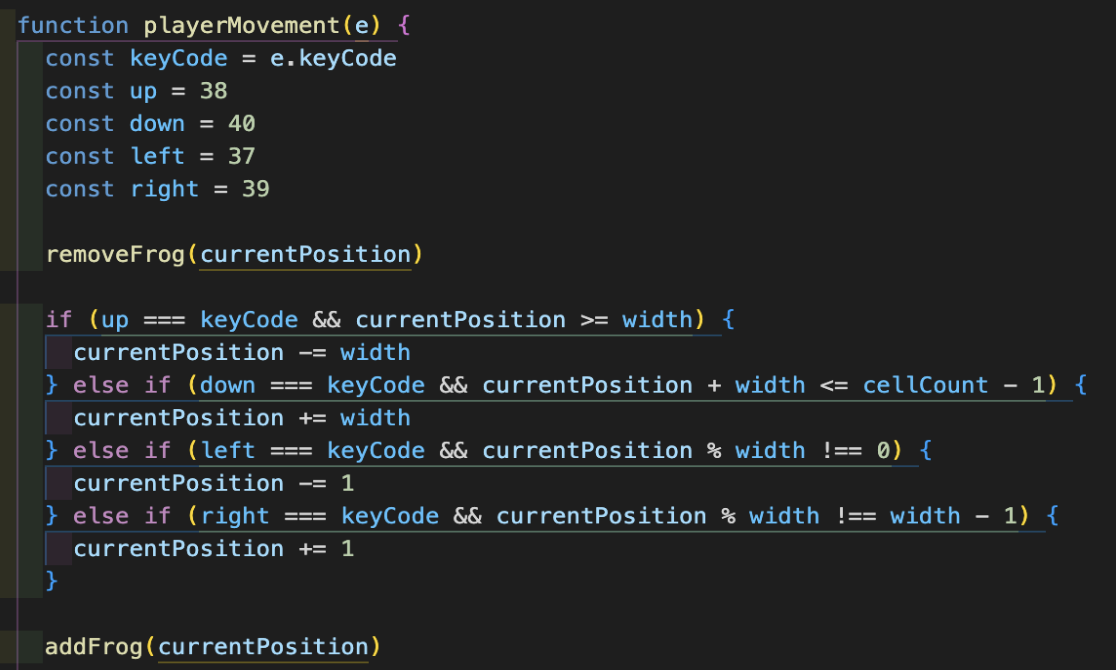 function playerMovement(e) {
const keyCode = e.keyCode
const up = 38
const down = 40
const left = 37
const right = 39
removeFrog(currentPosition)
if (up === keyCode && currentPosition >= width) {
currentPosition -= width
} else if (down === keyCode && currentPosition + width <= cellCount - 1) {
currentPosition += width
} else if (left === keyCode && currentPosition % width !== 0) {
currentPosition -= 1
} else if (right === keyCode && currentPosition % width !== width - 1) {
currentPosition += 1
}
addFrog(currentPosition)